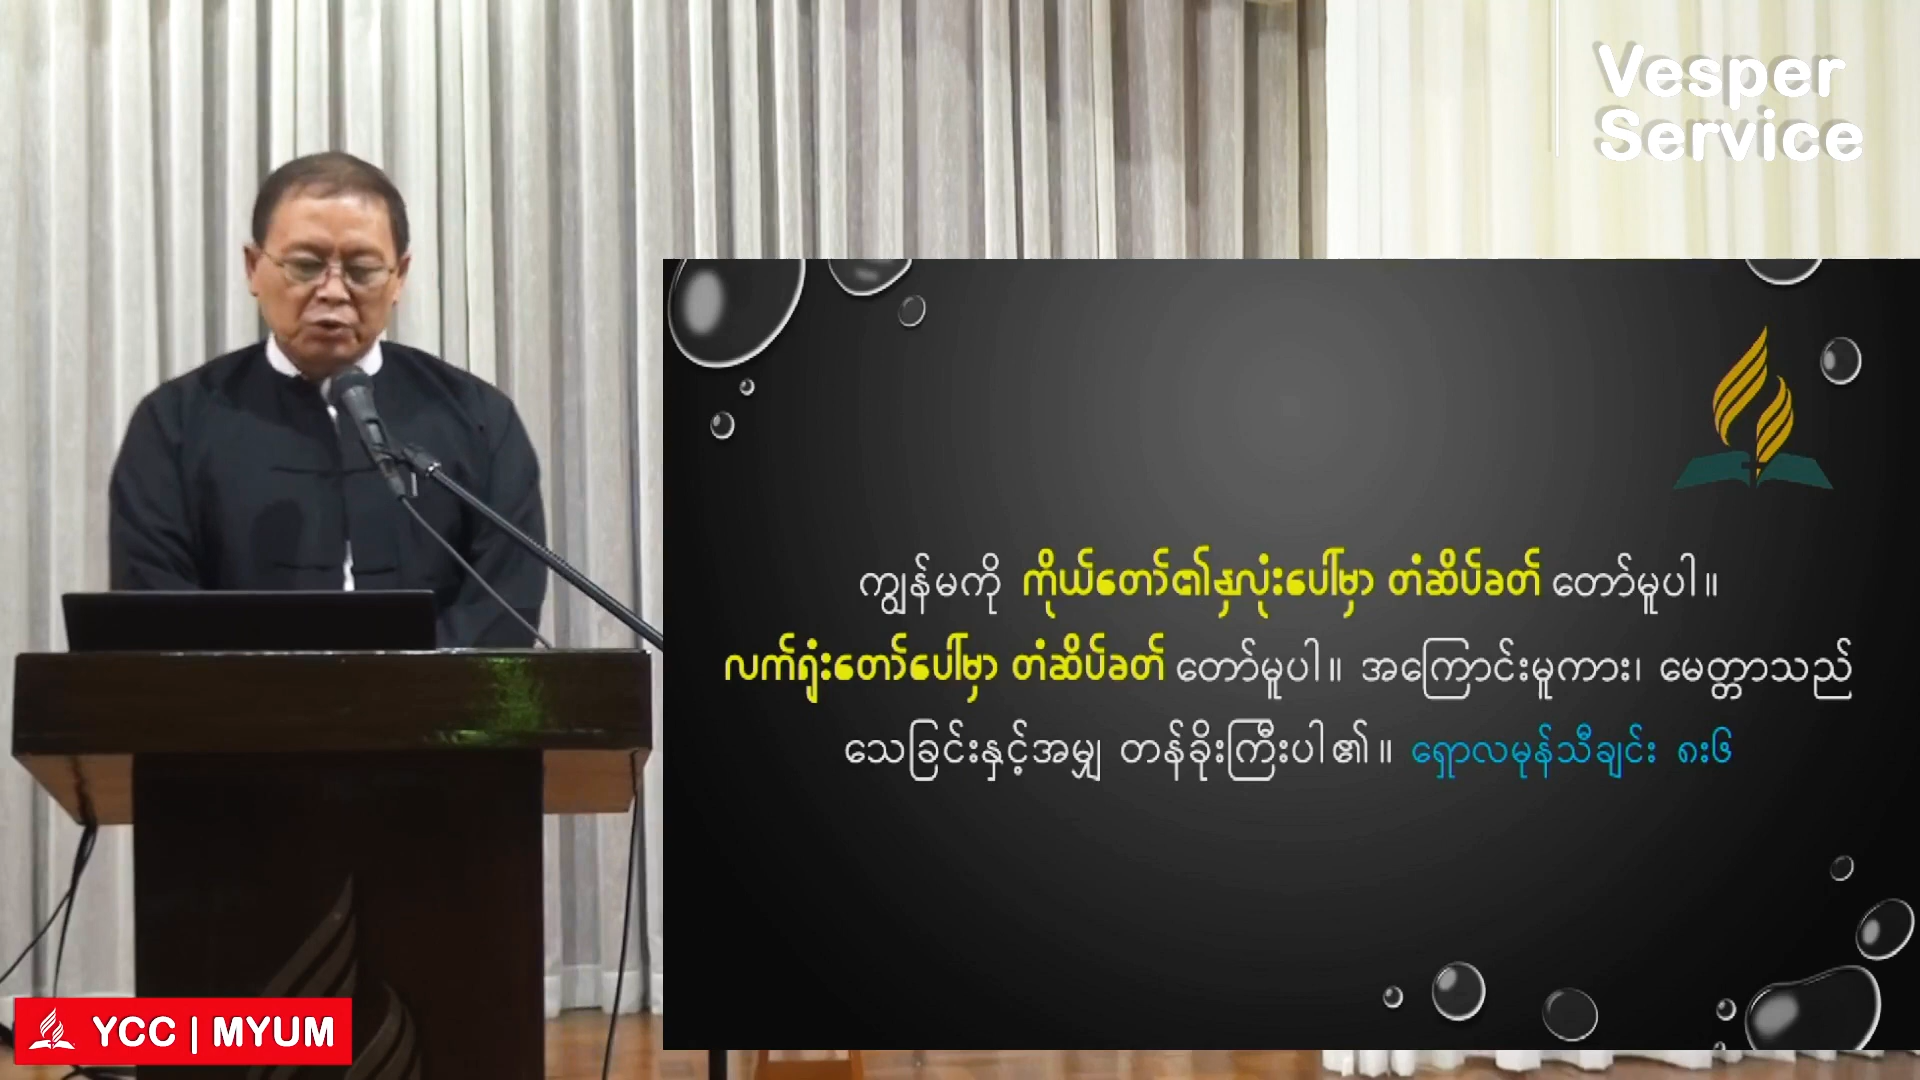 Vesper
Service
ကျွန်မကို ကိုယ်တော်၏နှလုံးပေါ်မှာ တံဆိပ်ခတ် တော်မူပါ။
လက်ရုံးတော်ပေါ်မှာ တံဆိပ်ခတ် တော်မူပါ။ အကြောင်းမူကား၊ မေတ္တာသည်
သေခြင်းနှင့်အမျှ တန်ခိုးကြီးပါ၏။ ရှောလမုန်သီချင်း ၈း၆
YCC | MYUM